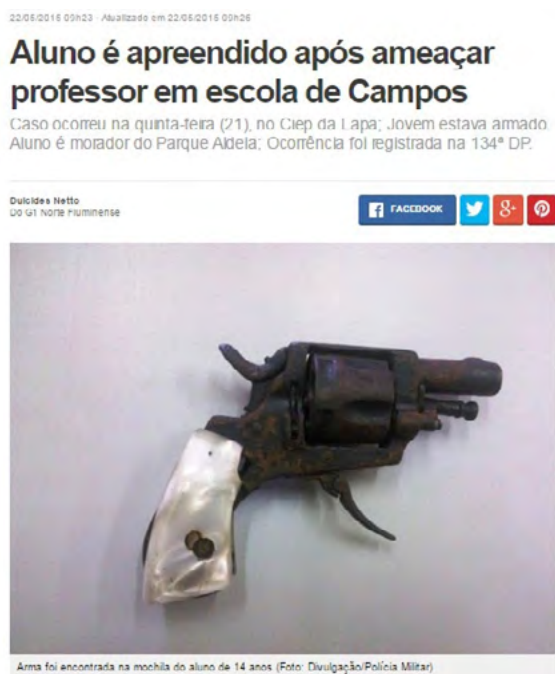 22/05/2015 09h23 - Atualizado em 22/05/2015 09h26
Aluno é apreendido após ameaçar
professor em escola de Campos
Caso ocorreu na quinta-feira (21), no Ciep da Lapa; Jovem estava armado.
Aluno é morador do Parque Aldeia; Ocorrência foi registrada na 134ª DP.
Dulcides Netto
Do G1 Norte Fluminense
FACEBOOK
Arma foi encontrada na mochila do aluno de 14 anos (Foto: Divulgação/Polícia Militar)